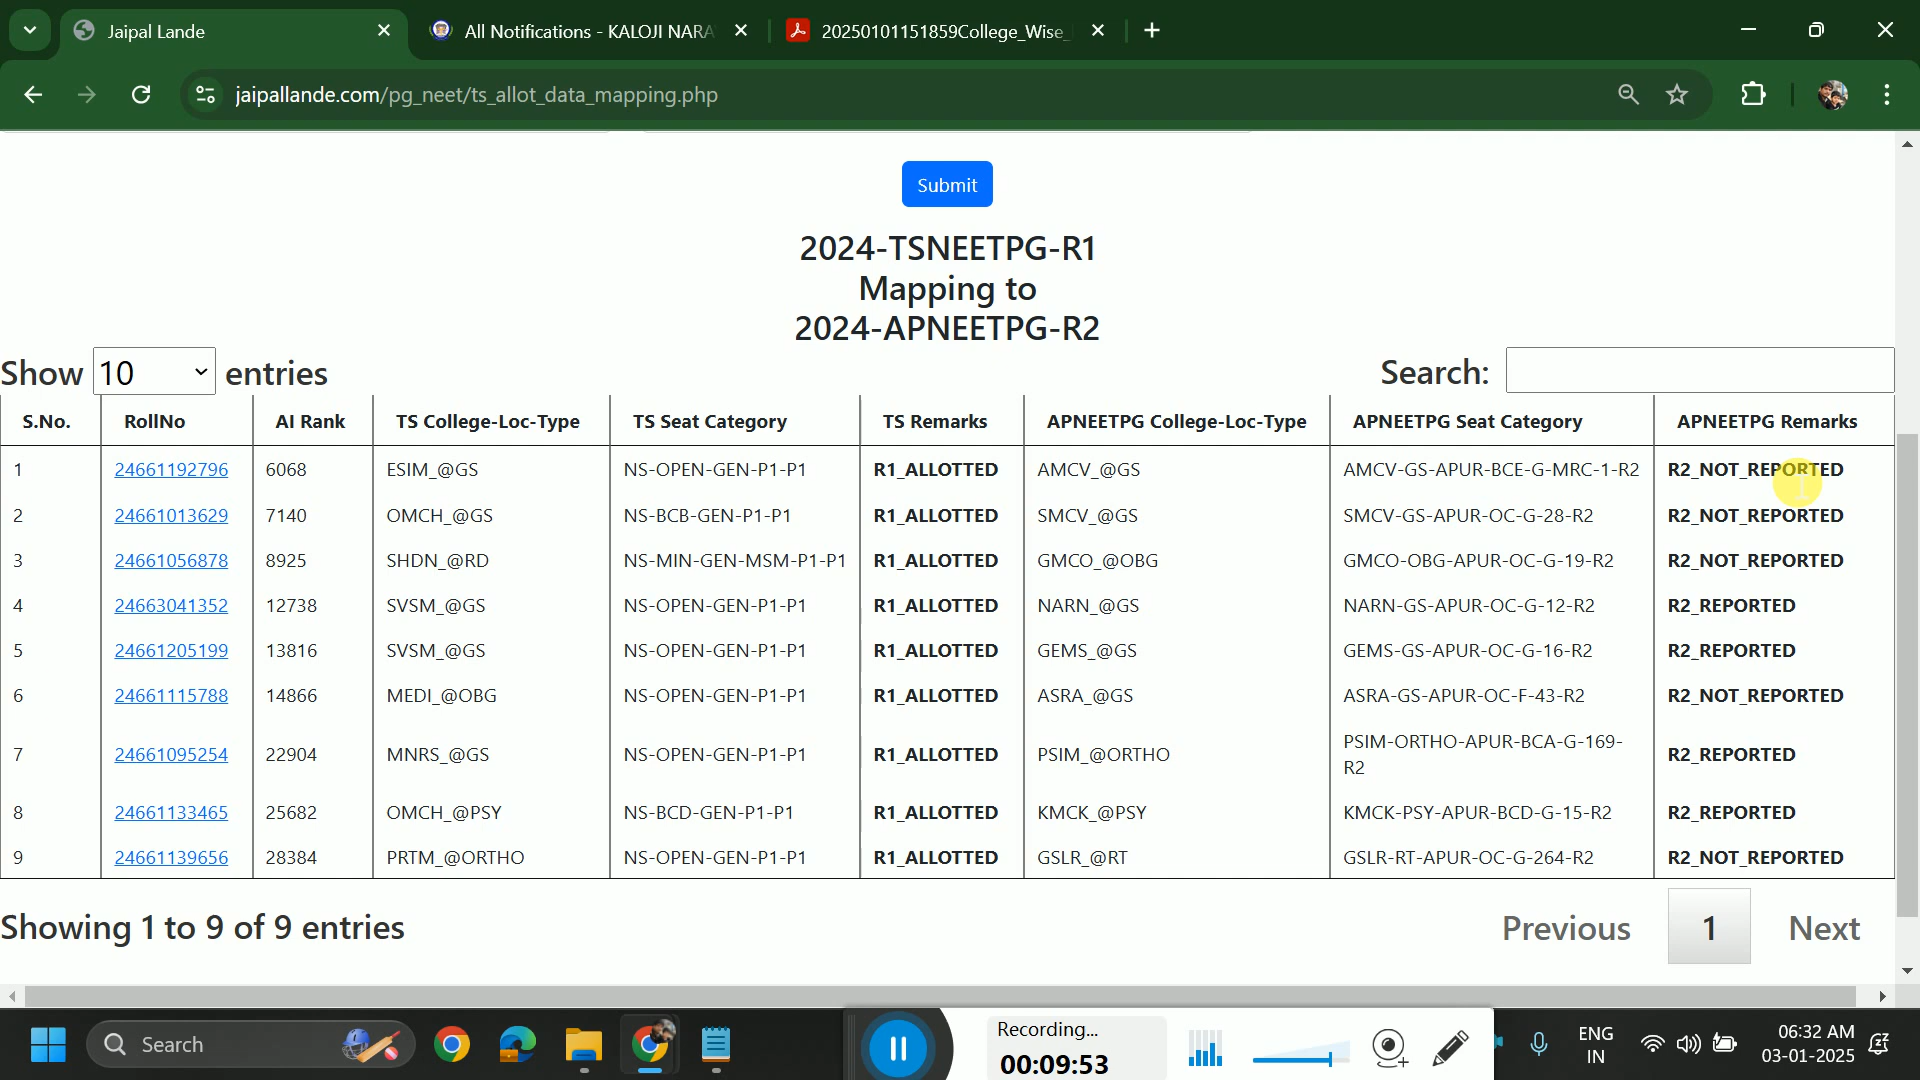 Jaipal Lande
All Notifications - KALOJI NARA
20250101151859College_Wise_
jaipallande.com/pg_neet/ts_allot_data_mapping.php
Submit
2024-TSNEETPG-R1
Mapping to
2024-APNEETPG-R2
Show 10 entries
Search:
S.No. RollNo AI Rank TS College-Loc-Type TS Seat Category TS Remarks APNEETPG College-Loc-Type APNEETPG Seat Category APNEETPG Remarks
1 24661192796 6068 ESIM_@GS NS-OPEN-GEN-P1-P1 R1_ALLOTTED AMCV_@GS AMCV-GS-APUR-BCE-G-MRC-1-R2 R2_NOT_REPORTED
2 24661013629 7140 OMCH_@GS NS-BCB-GEN-P1-P1 R1_ALLOTTED SMCV_@GS SMCV-GS-APUR-OC-G-28-R2 R2_NOT_REPORTED
3 24661056878 8925 SHDN_@RD NS-MIN-GEN-MSM-P1-P1 R1_ALLOTTED GMCO_@OBG GMCO-OBG-APUR-OC-G-19-R2 R2_NOT_REPORTED
4 24663041352 12738 SVSM_@GS NS-OPEN-GEN-P1-P1 R1_ALLOTTED NARN_@GS NARN-GS-APUR-OC-G-12-R2 R2_REPORTED
5 24661205199 13816 SVSM_@GS NS-OPEN-GEN-P1-P1 R1_ALLOTTED GEMS_@GS GEMS-GS-APUR-OC-G-16-R2 R2_REPORTED
6 24661115788 14866 MEDI_@OBG NS-OPEN-GEN-P1-P1 R1_ALLOTTED ASRA_@GS ASRA-GS-APUR-OC-F-43-R2 R2_NOT_REPORTED
7 24661095254 22904 MNRS_@GS NS-OPEN-GEN-P1-P1 R1_ALLOTTED PSIM_@ORTHO PSIM-ORTHO-APUR-BCA-G-169-
R2 R2_REPORTED
8 24661133465 25682 OMCH_@PSY NS-BCD-GEN-P1-P1 R1_ALLOTTED KMCK_@PSY KMCK-PSY-APUR-BCD-G-15-R2 R2_REPORTED
9 24661139656 28384 PRTM_@ORTHO NS-OPEN-GEN-P1-P1 R1_ALLOTTED GSLR_@RT GSLR-RT-APUR-OC-G-264-R2 R2_NOT_REPORTED
Showing 1 to 9 of 9 entries
Previous 1 Next
Search
Recording...
00:09:53
ENG
IN
06:32 AM
03-01-2025